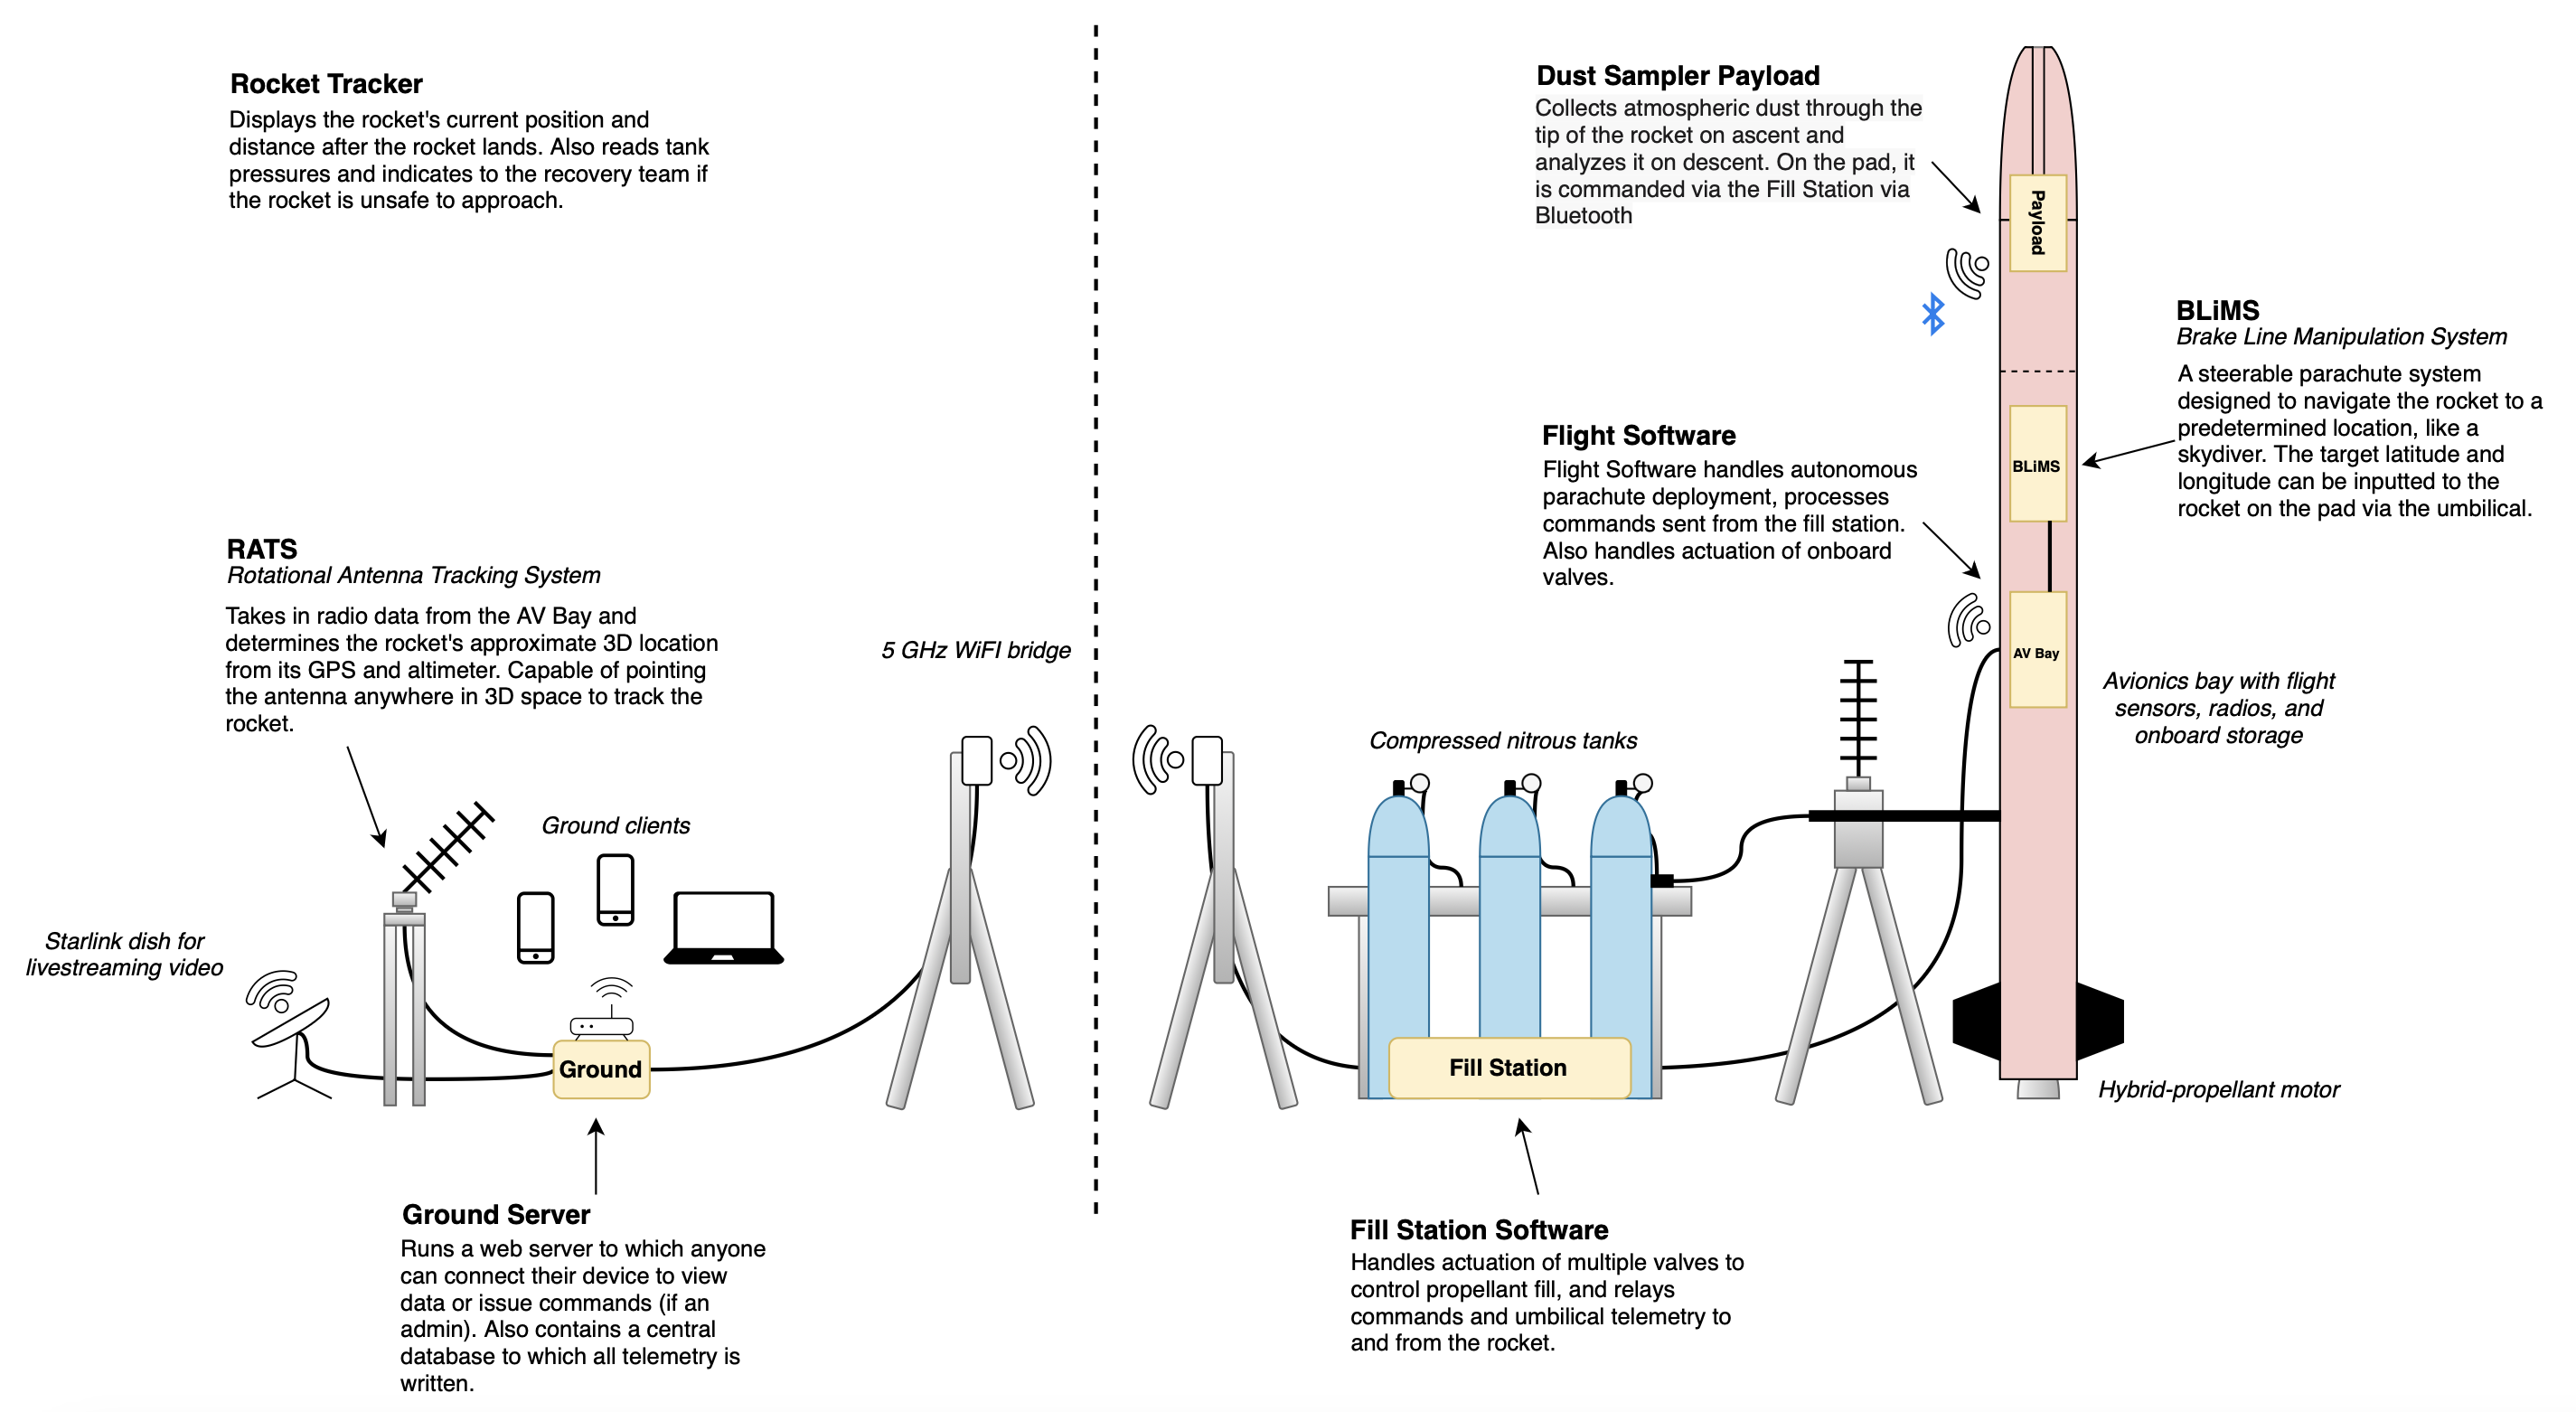 Rocket Tracker
Displays the rocket's current position and
distance after the rocket lands. Also reads tank
pressures and indicates to the recovery team if
the rocket is unsafe to approach.
RATS
Rotational Antenna Tracking System
Takes in radio data from the AV Bay and
determines the rocket's approximate 3D location
from its GPS and altimeter. Capable of pointing
the antenna anywhere in 3D space to track the
rocket.
5 GHz WiFI bridge
Ground clients
Starlink dish for
livestreaming video
Ground
Ground Server
Runs a web server to which anyone
can connect their device to view
data or issue commands (if an
admin). Also contains a central
database to which all telemetry is
written.
Dust Sampler Payload
Collects atmospheric dust through the
tip of the rocket on ascent and
analyzes it on descent. On the pad, it
is commanded via the Fill Station via
Bluetooth
Payload
BLiMS
Brake Line Manipulation System
A steerable parachute system
designed to navigate the rocket to a
predetermined location, like a
skydiver. The target latitude and
longitude can be inputted to the
rocket on the pad via the umbilical.
BLiMS
Flight Software
Flight Software handles autonomous
parachute deployment, processes
commands sent from the fill station.
Also handles actuation of onboard
valves.
AV Bay
Avionics bay with flight
sensors, radios, and
onboard storage
Compressed nitrous tanks
Fill Station
Hybrid-propellant motor
Fill Station Software
Handles actuation of multiple valves to
control propellant fill, and relays
commands and umbilical telemetry to
and from the rocket.